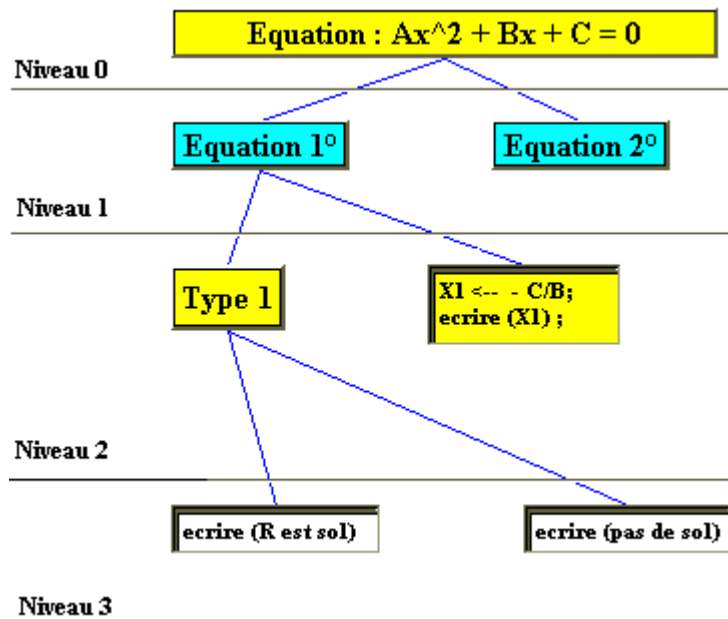 Equation : Ax^2 + Bx + C = 0
Niveau 0
Equation 1°
Equation 2°
Niveau 1
Type 1
X1 <-- - C/B;
ecrire (X1) ;
Niveau 2
ecrire (R est sol)
ecrire (pas de sol)
Niveau 3